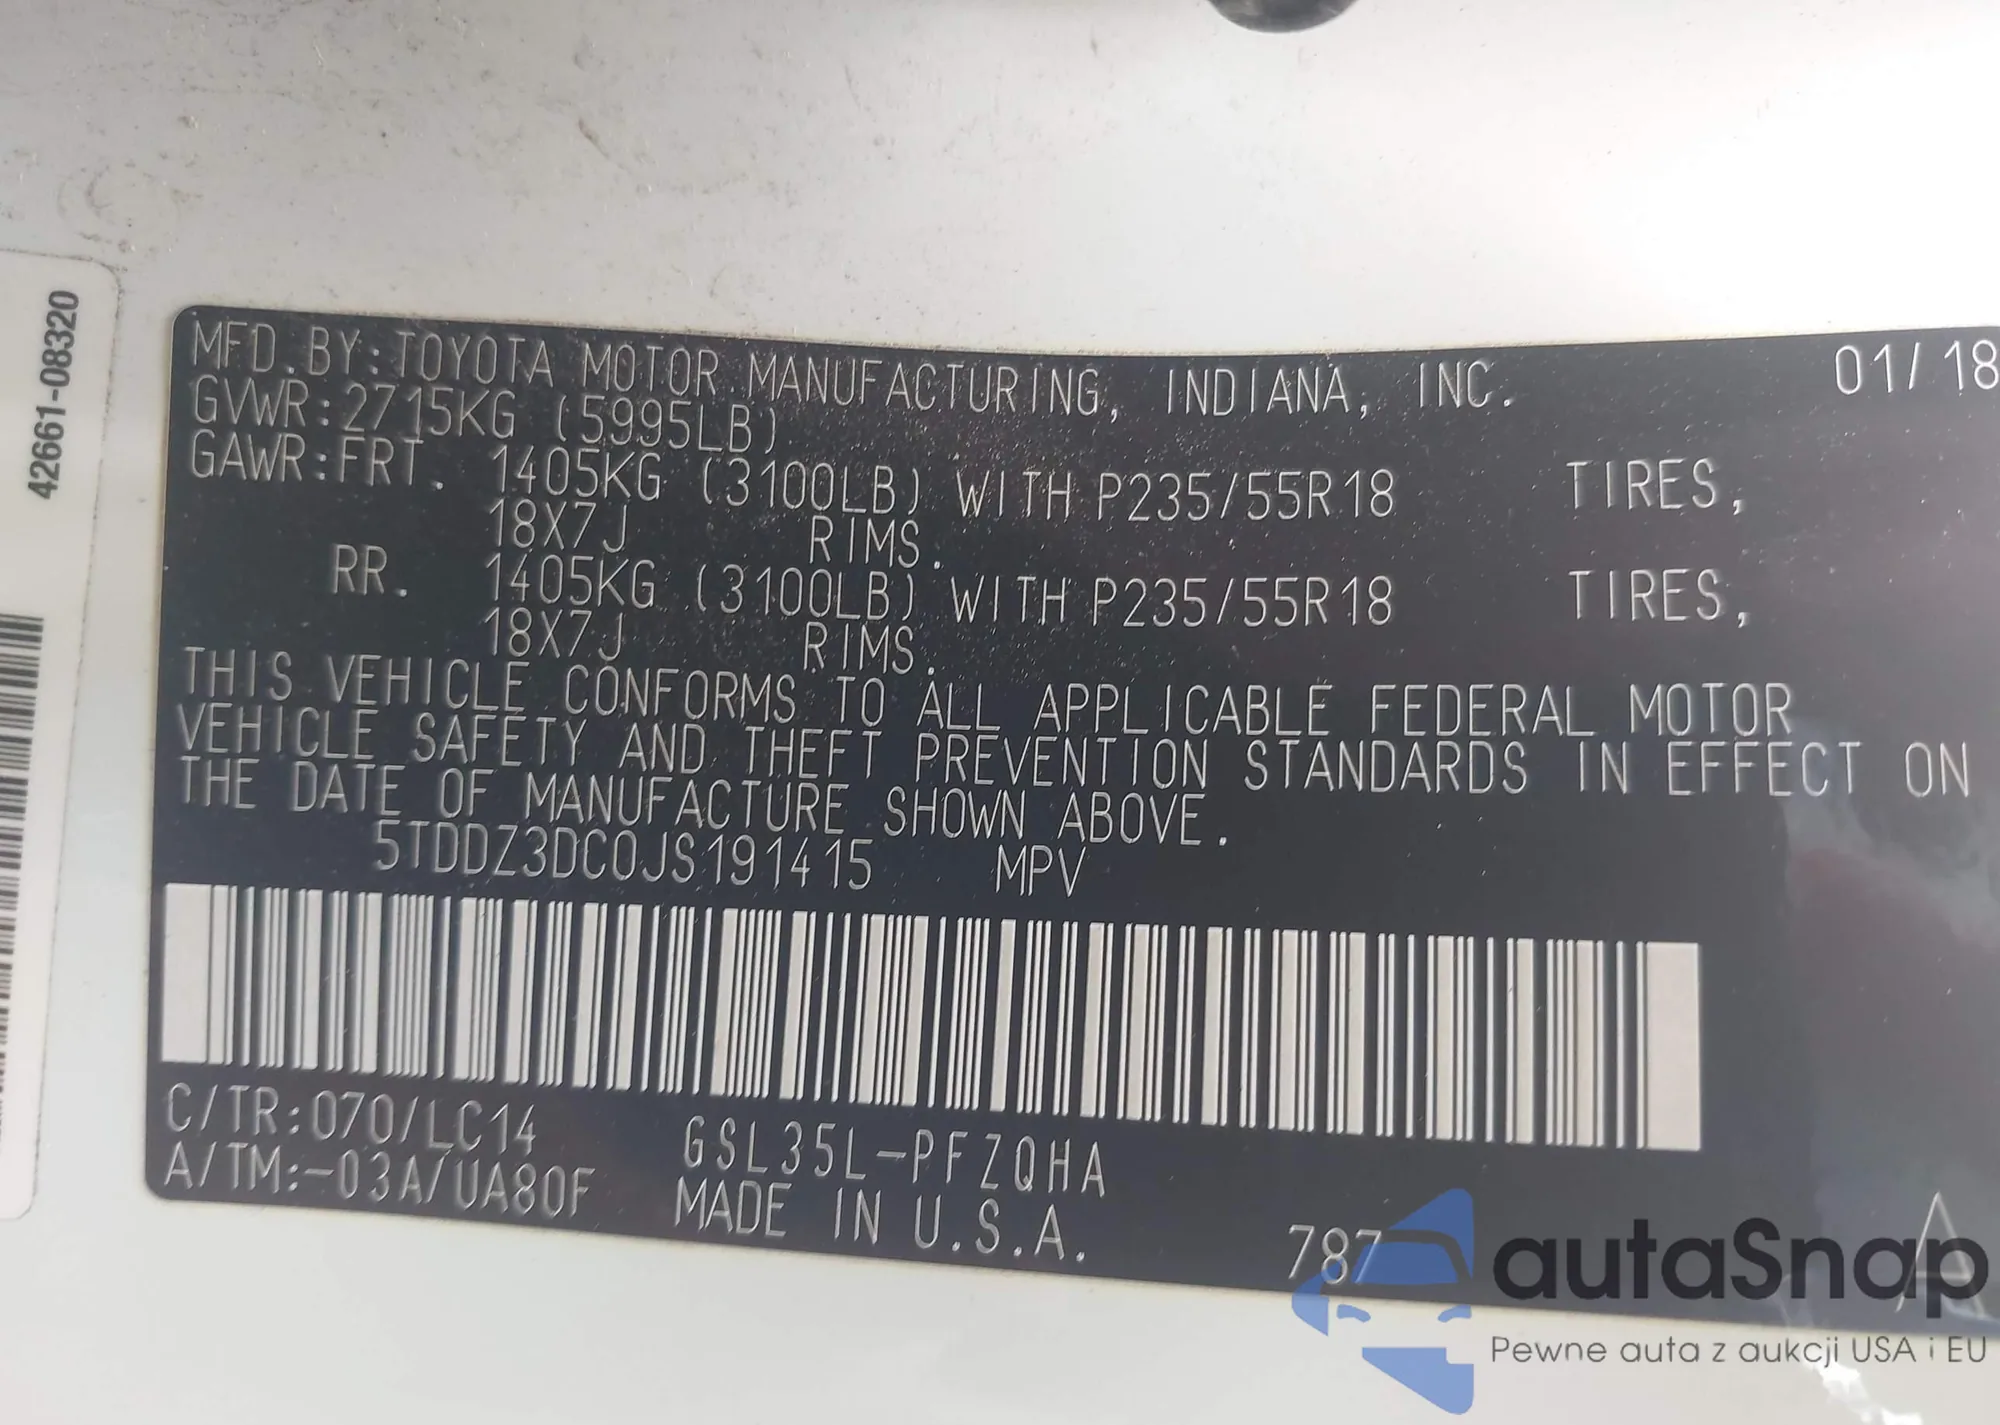 42661-08320
MFD. BY: TOYOTA MOTOR MANUFACTURING, INDIANA, INC. 01/18
GVWR: 2715KG (5995LB)
GAWR: FRT. 1405KG (3100LB) WITH P235/55R18 TIRES,
18X7J RIMS.
RR. 1405KG (3100LB) WITH P235/55R18 TIRES,
18X7J RIMS.
THIS VEHICLE CONFORMS TO ALL APPLICABLE FEDERAL MOTOR
VEHICLE SAFETY AND THEFT PREVENTION STANDARDS IN EFFECT ON
THE DATE OF MANUFACTURE SHOWN ABOVE.
5TDDZ3DC0JS191415 MPV
C/TR: 070/LC14 GSL35L-PFZQHA
A/TM: -03A/UA80F MADE IN U.S.A. 787 A
autaSnap
Pewne auta z aukcji USA i EU